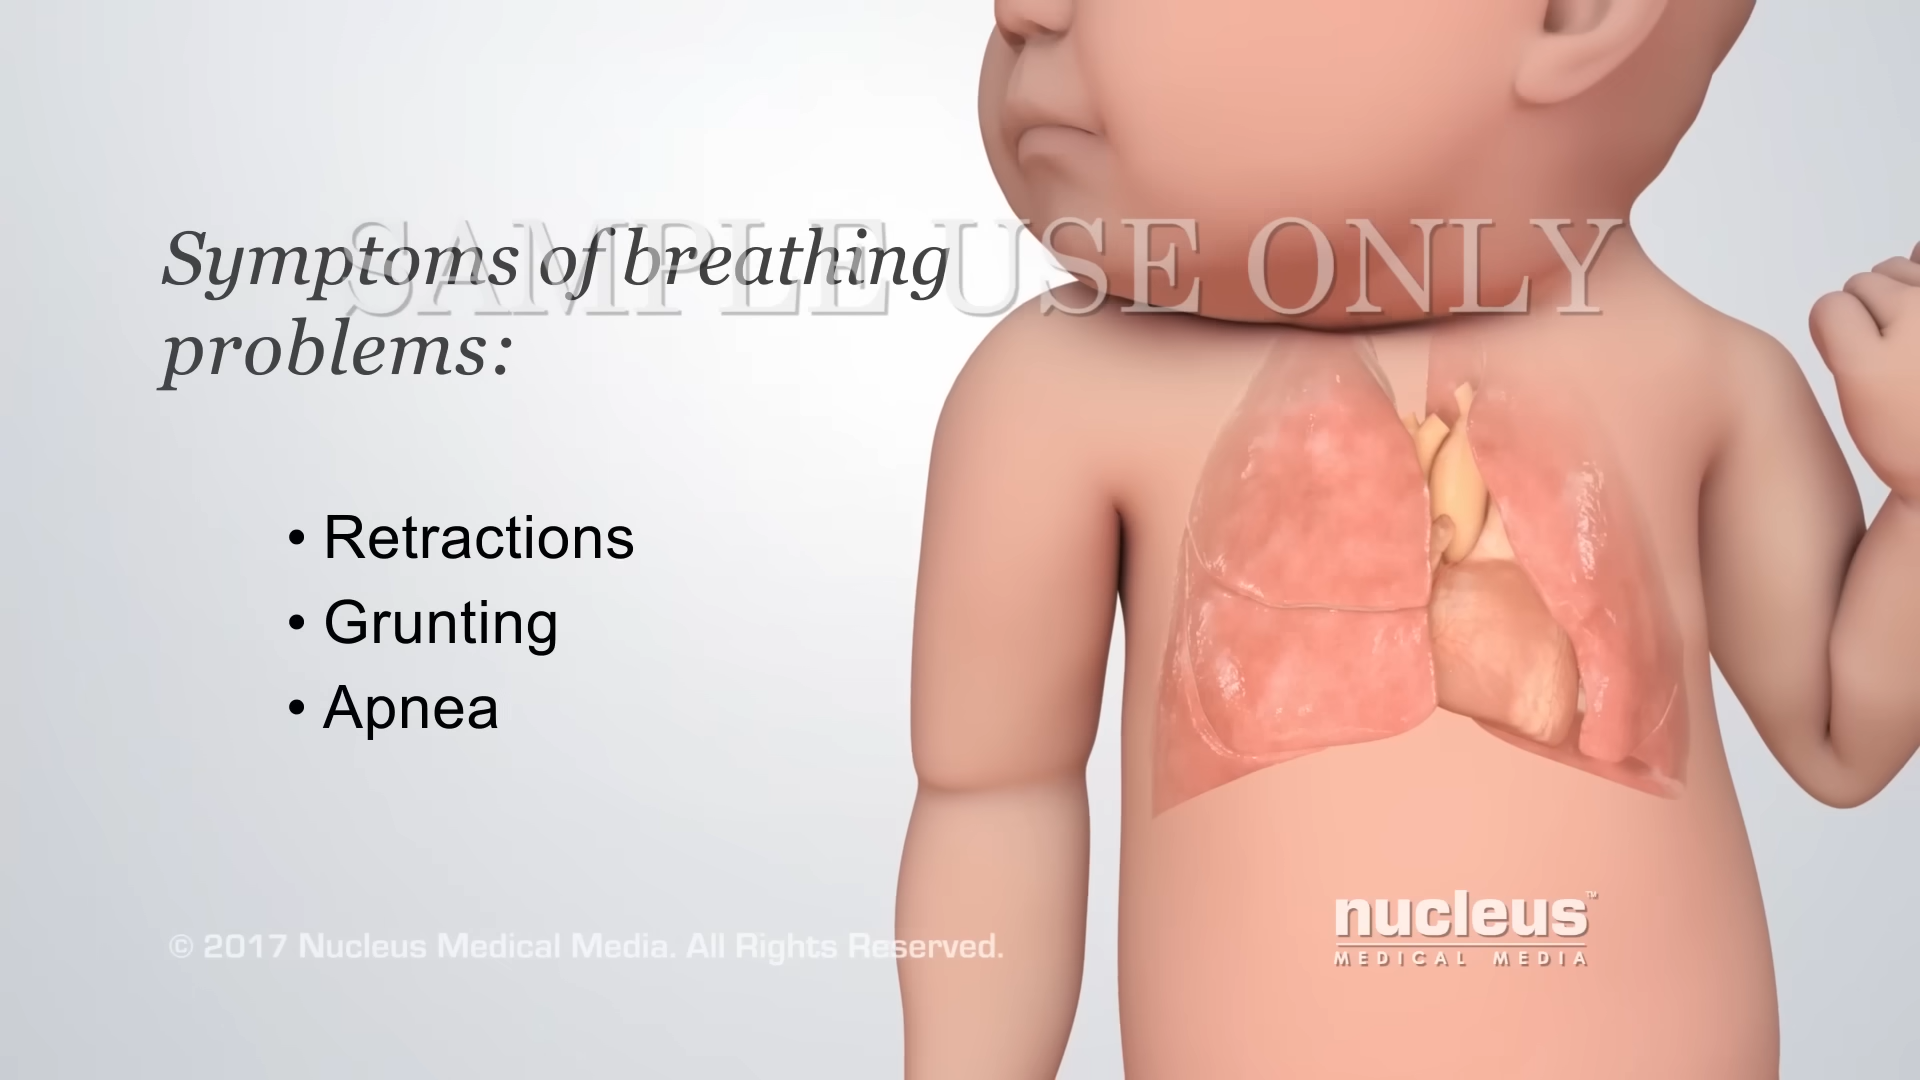 Symptoms of breathing
problems:
SAMPLE USE ONLY
• Retractions
• Grunting
• Apnea
© 2017 Nucleus Medical Media. All Rights Reserved.
nucleus™
MEDICAL MEDIA